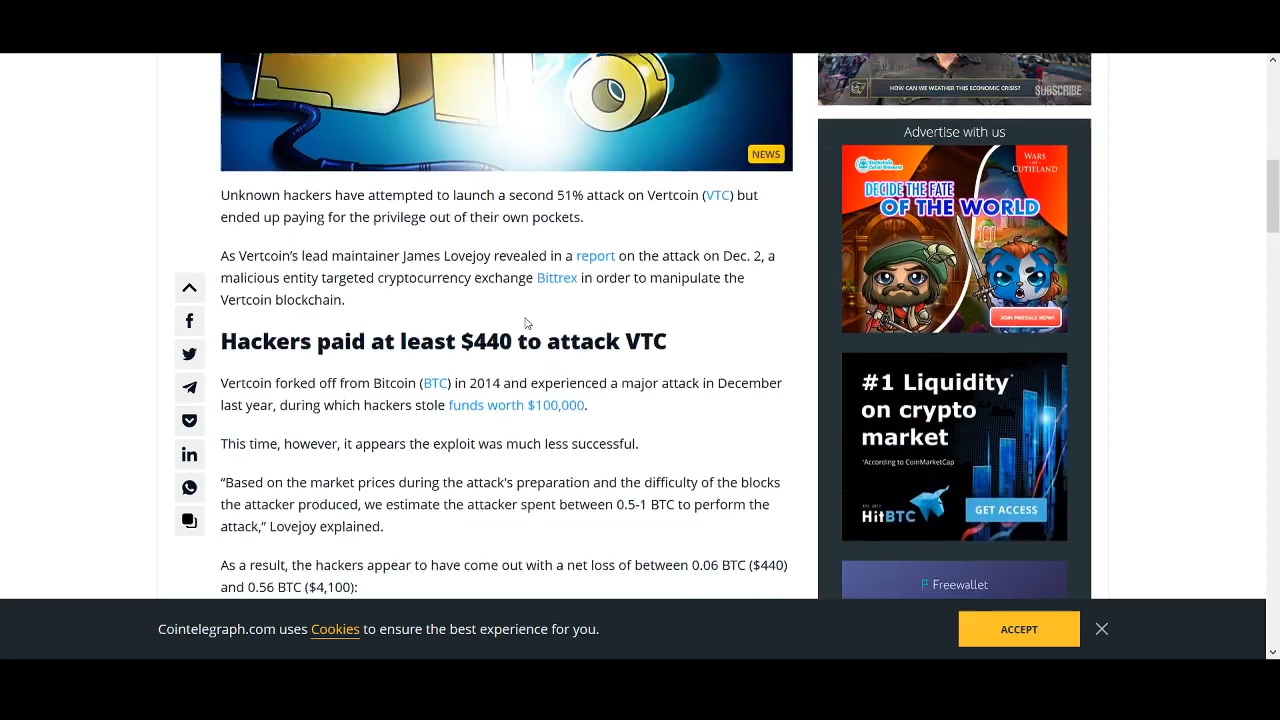 HOW CAN WE WEATHER THIS ECONOMIC CRISIS?
SUBSCRIBE
NEWS
Unknown hackers have attempted to launch a second 51% attack on Vertcoin (VTC) but
ended up paying for the privilege out of their own pockets.
As Vertcoin’s lead maintainer James Lovejoy revealed in a report on the attack on Dec. 2, a
malicious entity targeted cryptocurrency exchange Bittrex in order to manipulate the
Vertcoin blockchain.
Hackers paid at least $440 to attack VTC
Vertcoin forked off from Bitcoin (BTC) in 2014 and experienced a major attack in December
last year, during which hackers stole funds worth $100,000.
This time, however, it appears the exploit was much less successful.
“Based on the market prices during the attack's preparation and the difficulty of the blocks
the attacker produced, we estimate the attacker spent between 0.5-1 BTC to perform the
attack,” Lovejoy explained.
As a result, the hackers appear to have come out with a net loss of between 0.06 BTC ($440)
and 0.56 BTC ($4,100):
Advertise with us
Blockchain
Cuties Universe
WARS
OF
CUTIELAND
DECIDE THE FATE
OF THE WORLD
JOIN PRESALE NOW!
#1 Liquidity*
on crypto
market
*According to CoinMarketCap
HitBTC
GET ACCESS
Freewallet
Cointelegraph.com uses Cookies to ensure the best experience for you.
ACCEPT